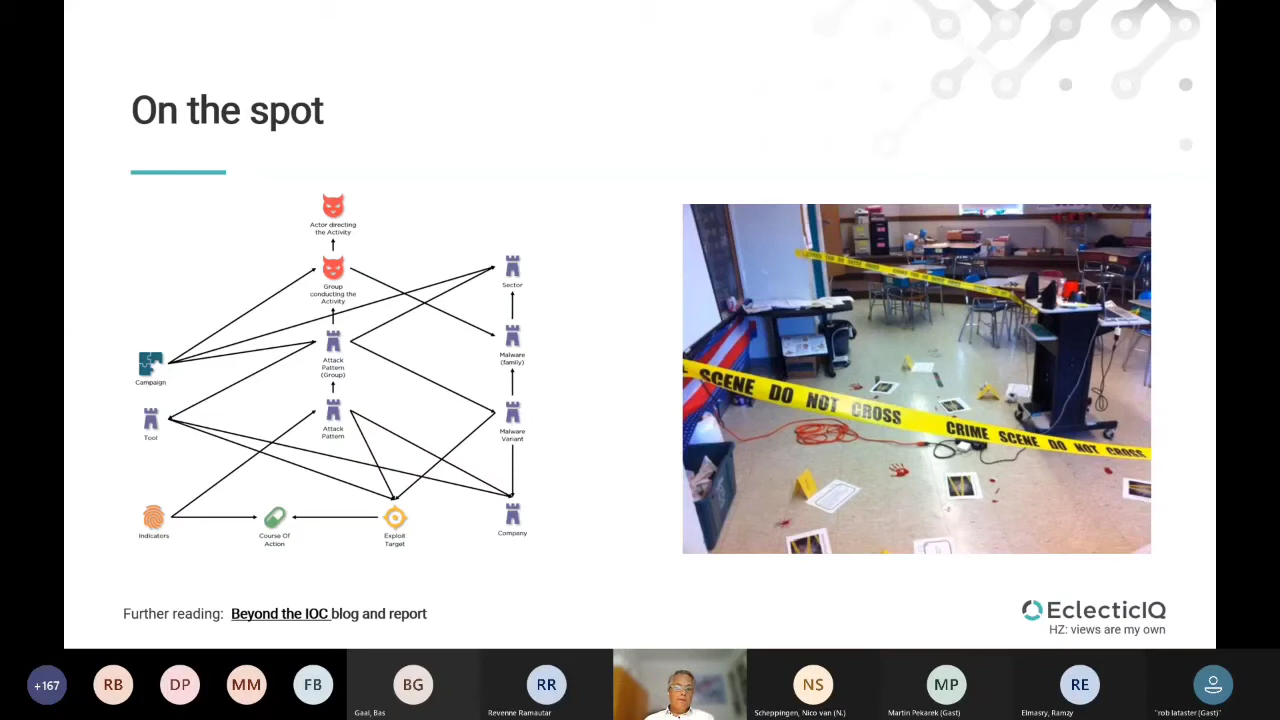 On the spot
Actor directing
the Activity
Group
conducting the
Activity
Sector
Attack
Pattern
(Group)
Malware
(family)
Campaign
Tool
Attack
Pattern
Malware
Variant
Indicators
Course Of
Action
Exploit
Target
Company
SCENE DO NOT CROSS CRIME SCENE DO NOT CROSS
Further reading: Beyond the IOC blog and report
EclecticIQ
HZ: views are my own
+167
RB
DP
MM
FB
BG
Gaal, Bas
RR
Revenne Ramautar
NS
Scheppingen, Nico van (N.)
MP
Martin Pekarek (Gast)
RE
Elmasry, Ramzy
"rob lataster (Gast)"